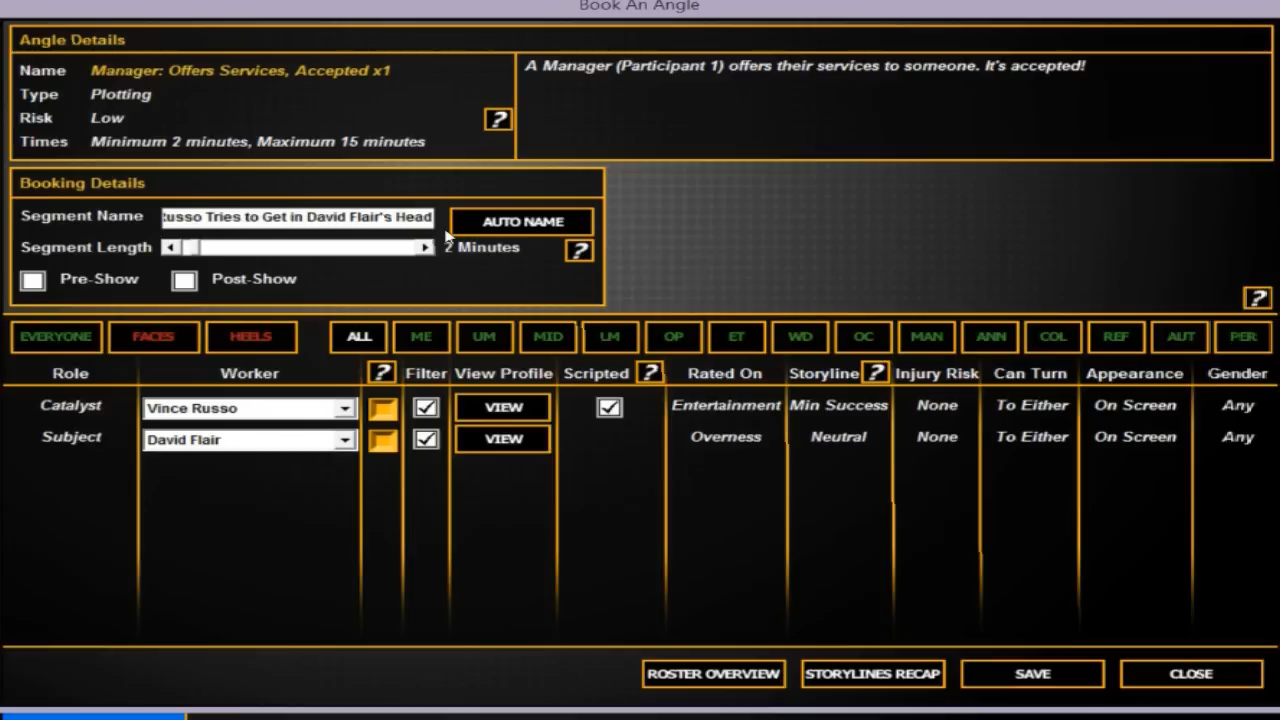 Book An Angle
Angle Details
Name Manager: Offers Services, Accepted x1
Type Plotting
Risk Low
Times Minimum 2 minutes, Maximum 15 minutes
?
A Manager (Participant 1) offers their services to someone. It's accepted!
Booking Details
Segment Name usso Tries to Get in David Flair's Head AUTO NAME
Segment Length 2 Minutes ?
Pre-Show Post-Show
?
EVERYONE FACES HEELS ALL ME UM MID LM OP ET WD OC MAN ANN COL REF AUT PER
Role Worker ? Filter View Profile Scripted ? Rated On Storyline ? Injury Risk Can Turn Appearance Gender
Catalyst Vince Russo VIEW Entertainment Min Success None To Either On Screen Any
Subject David Flair VIEW Overness Neutral None To Either On Screen Any
ROSTER OVERVIEW STORYLINES RECAP SAVE CLOSE